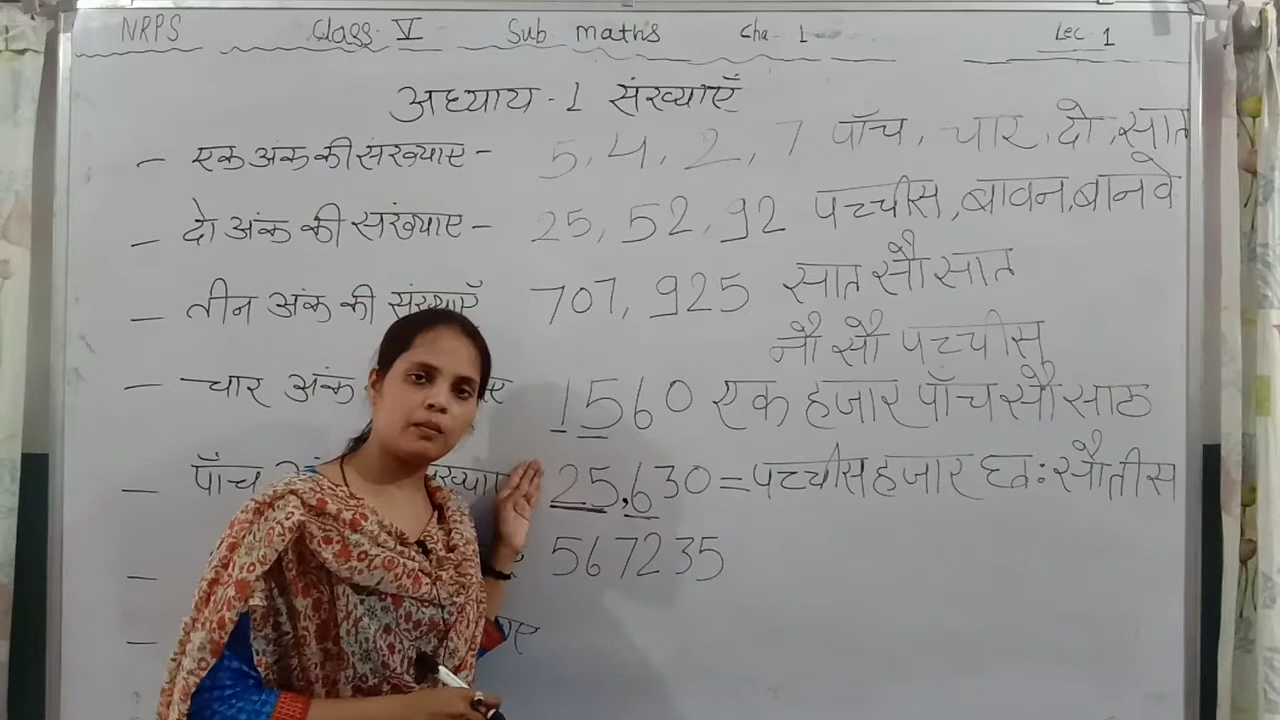 NRPS Class V Sub maths Cha 1 Lec 1
अध्याय - 1 संख्याएँ
- एक अंक की संख्याए - 5, 4, 2, 7 पाँच, चार, दो, सात
- दो अंक की संख्याए - 25, 52, 92 पच्चीस, बावन, बानवे
- तीन अंक की संख्याएँ 707, 925 सात सौ सात
नौ सौ पच्चीस
- चार अंक 1560 एक हजार पाँच सौ साठ
- पाँच 25,630 = पच्चीस हजार छ: सौ तीस
- 567235
-